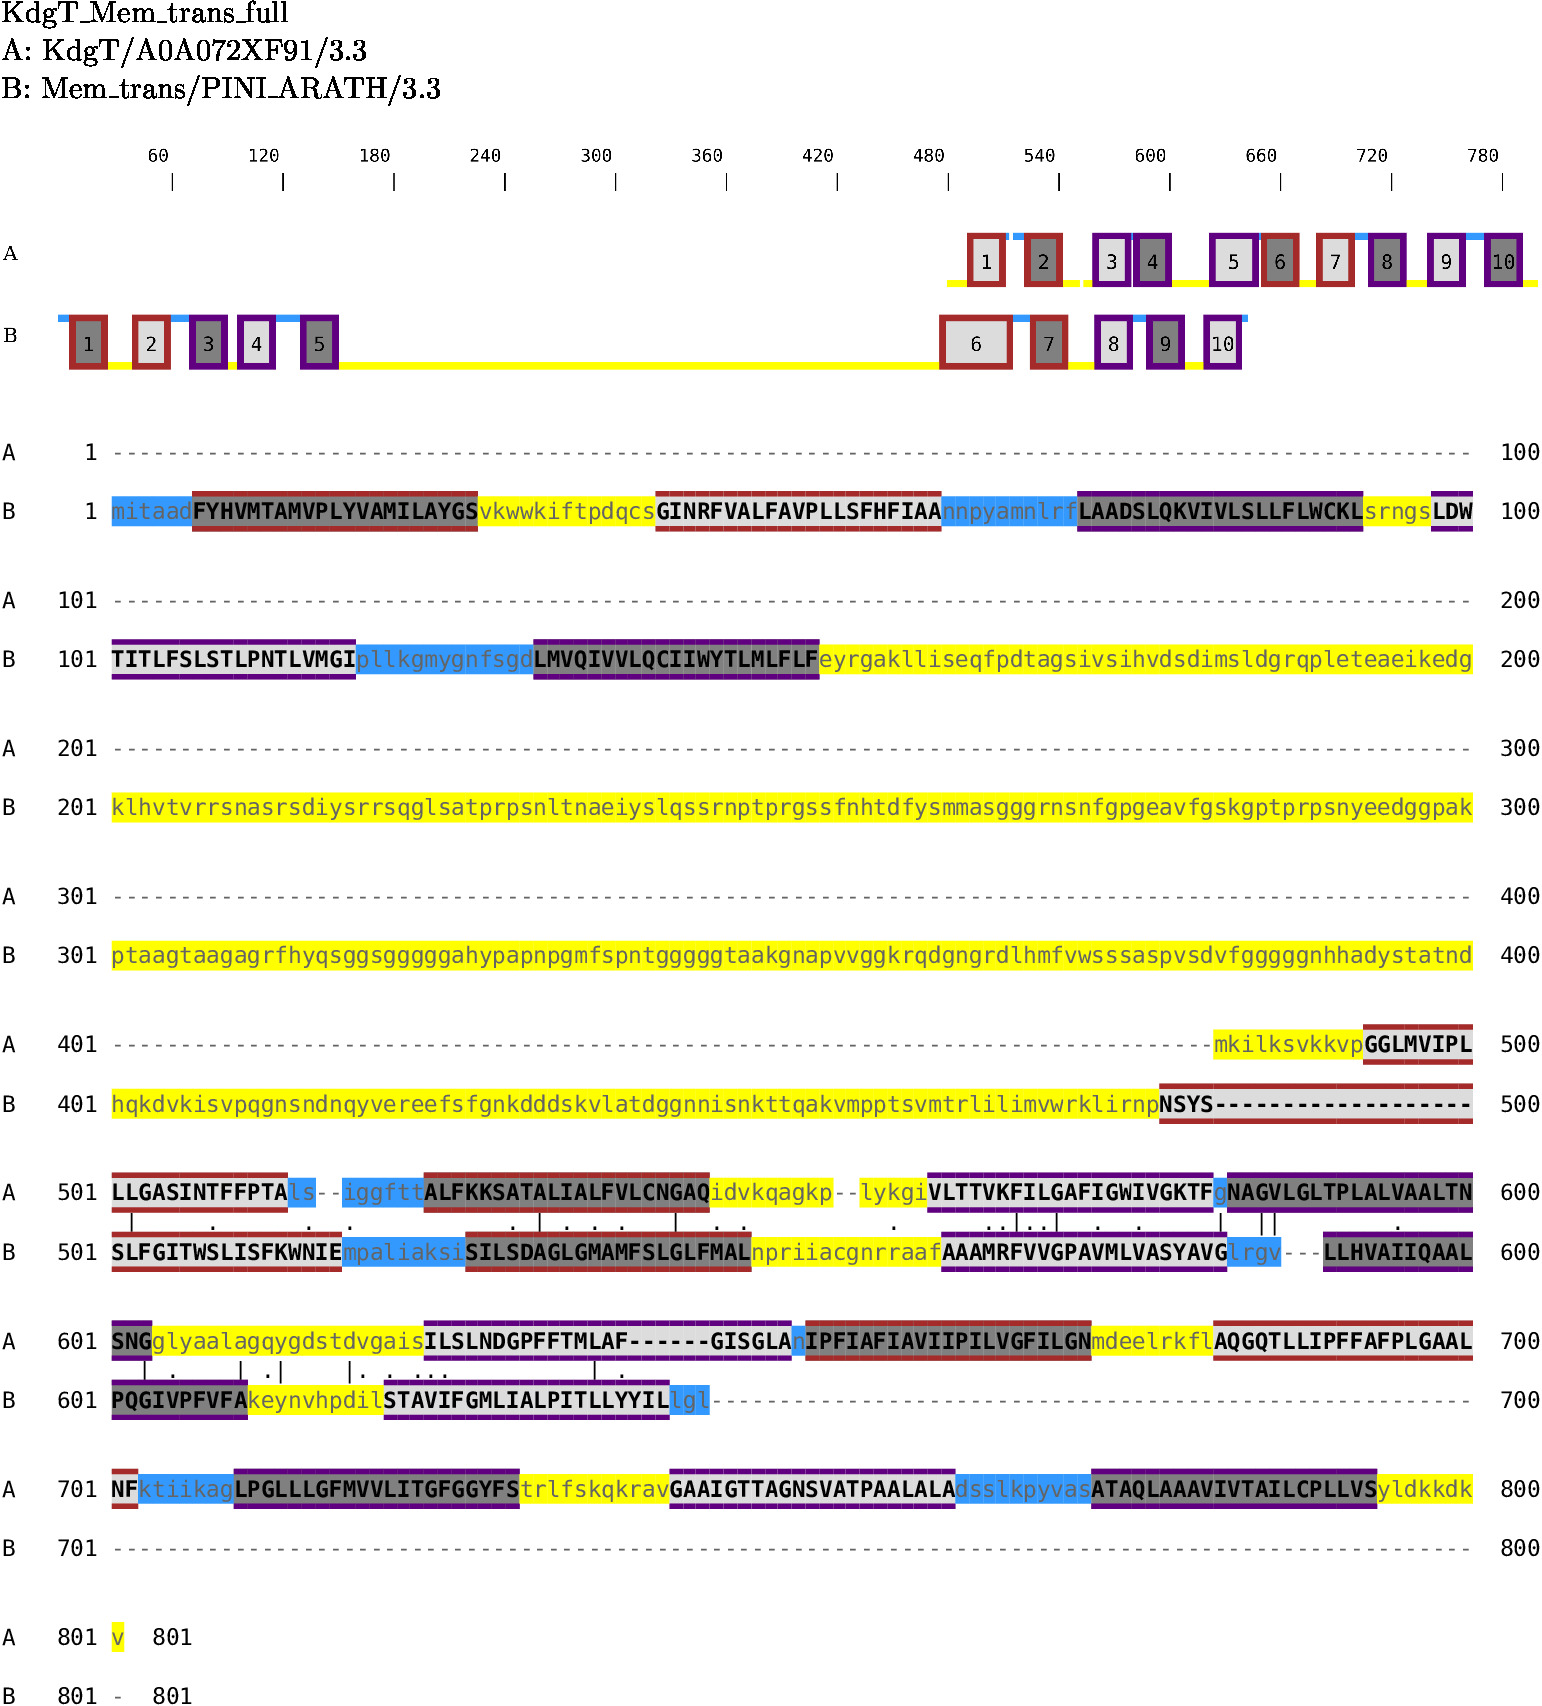 KdgT_Mem_trans_full
A: KdgT/A0A072XF91/3.3
B: Mem_trans/PINI_ARATH/3.3
60 120 180 240 300 360 420 480 540 600 660 720 780
A 1 2 3 4 5 6 7 8 9 10
B 1 2 3 4 5 6 7 8 9 10
A 1 ---------------------------------------------------------------------------------------------------- 100
B 1 mitaadFYHVMTAMVPLYVAMILAYGSvkwwkiftpdqcsGINRFVALFAVPLLSFHFIAAnnpyamnlrfLAADSLQKVIVLSLLFLWCKLsrngsLDW 100
A 101 ---------------------------------------------------------------------------------------------------- 200
B 101 TITLFSLSTLPNTLVMGIpllkgmygnfsgdLMVQIVVLQCIIWYTLMLFLFeyrgakllliseqfpdtagsivsihvdsdimsldgrqpleteaeikedg 200
A 201 ---------------------------------------------------------------------------------------------------- 300
B 201 klhvtvrrsnasrsdiysrrsqglsatprpsnltnaeiyslqssrnptprgssfnhtdfysmmasgggrnsnfgpgeavfgskgptprpsnyeedggpak 300
A 301 ---------------------------------------------------------------------------------------------------- 400
B 301 ptaagtaagagrfhyqsggsgggggahypapnpgmfspntgggggtaakgnapvvggkrqdgngrdlhmfvwsssaspvsdvfgggggnhhadystatnd 400
A 401 ---------------------------------------------------------------------------------mkilksvkkvpGGLMVIPL 500
B 401 hqkdvkisvpqgnsndnqyvereefsfgnkdddskvlatdggnnisnkttqakvmpptsvmtrlilimvwrklirnpNSYS------------------- 500
A 501 LLGASINTFFPTAls--iggfttALFKKSATALIALFVLCNGAQidvkqagkp--lykgiVLTTVKFILGAFIGWIVGKTFgNAGVLGLTPLALVAALTN 600
B 501 SLFGITWSLISFKWNIEmpaliaksiSILSDAGLGMAMFSLGLFMALnpriiacgnrraafAAAMRFVVGPAVMLVASYAVGlrgv---LLHVAIIQAAL 600
A 601 SNGglyaalagqygdstdvgaisILSLNDGPFFTMLAF------GISGLAnIPFIAFIAVIIPILVGFILGNmdeelrkflAQGQTLLIPFFAFPLGAAL 700
B 601 PQGIVPFVFAkeynvhpdilSTAVIFGMLIALPITLLYYILlgl-------------------------------------------------------- 700
A 701 NFktiikagLPGLLLGFMVVLITGFGGYFStrlfskqkravGAAIGTTAGNSVATPAALALAdsslkpyvasATAQLAAAVIVTAILCPLLVSyldkkdk 800
B 701 ---------------------------------------------------------------------------------------------------- 800
A 801 v 801
B 801 - 801